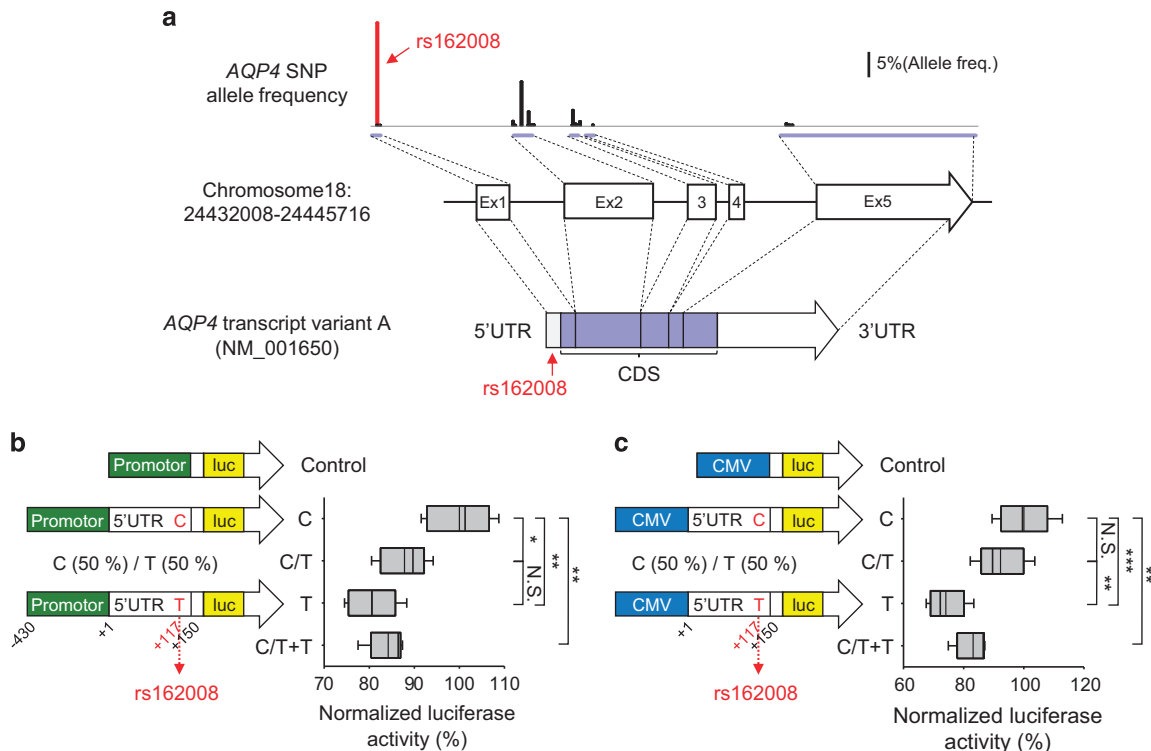 a
rs162008
AQP4 SNP
allele frequency
5%(Allele freq.)
Chromosome18:
24432008-24445716
Ex1
Ex2
3
4
Ex5
AQP4 transcript variant A
(NM_001650)
5'UTR
3'UTR
rs162008
CDS
b
Promotor luc
Control
Promotor 5'UTR C luc
C
C (50 %) / T (50 %)
C/T
Promotor 5'UTR T luc
T
C/T+T
-430
+1
+117
+150
rs162008
* N.S.
**
**
70 80 90 100 110
Normalized luciferase
activity (%)
c
CMV luc
Control
CMV 5'UTR C luc
C
C (50 %) / T (50 %)
C/T
CMV 5'UTR T luc
T
C/T+T
+1
+117
+150
rs162008
N.S. **
***
**
60 80 100 120
Normalized luciferase
activity (%)